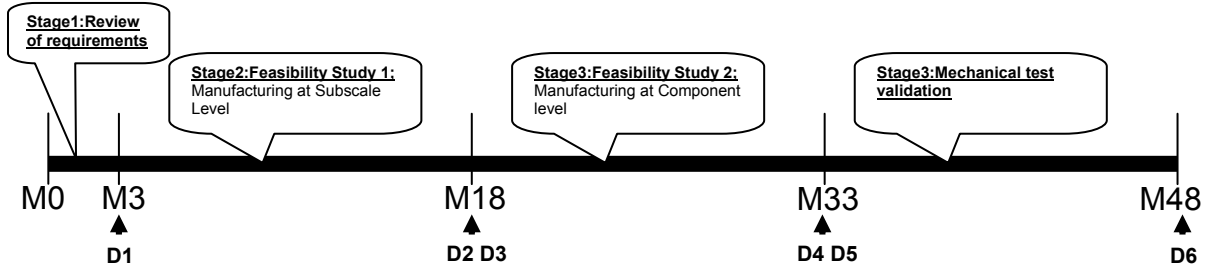 Stage1:Review
of requirements
Stage2:Feasibility Study 1;
Manufacturing at Subscale
Level
Stage3:Feasibility Study 2;
Manufacturing at Component
level
Stage3:Mechanical test
validation
M0 M3 M18 M33 M48
D1 D2 D3 D4 D5 D6